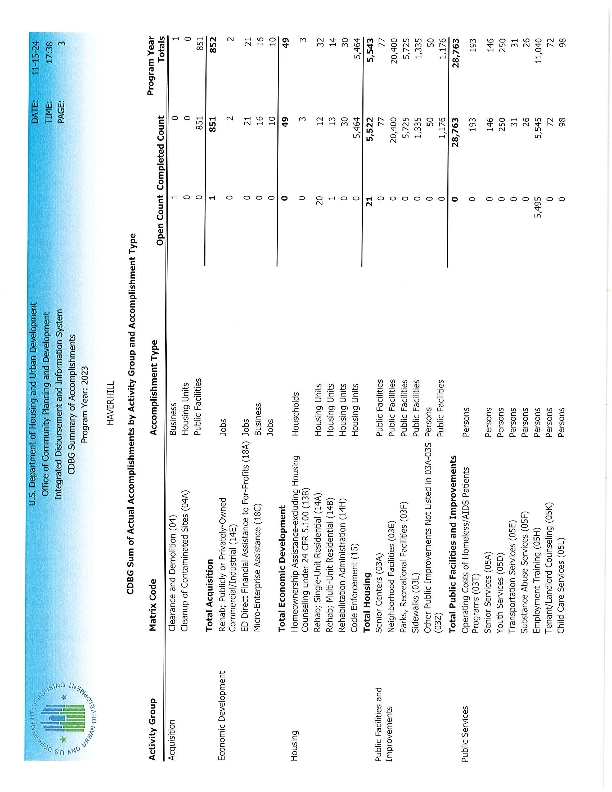 U.S. Department of Housing and Urban Development
Office of Community Planning and Development
Integrated Disbursement and Information System
CDBG Summary of Accomplishments
Program Year: 2023
DATE: 11-15-24
TIME: 17:38
PAGE: 3
HAVERHILL
CDBG Sum of Actual Accomplishments by Activity Group and Accomplishment Type
Activity Group Matrix Code Accomplishment Type Open Count Completed Count Program Year Totals
Acquisition Clearance and Demolition (04) Business 1 0 1
Cleanup of Contaminated Sites (04A) Housing Units 0 0 0
Public Facilities 0 851 851
Total Acquisition 1 851 852
Economic Development Rehab; Publicly or Privately-Owned
Commercial/Industrial (14E) Jobs 0 2 2
ED Direct Financial Assistance to For-Profits (18A) Jobs 0 21 21
Micro-Enterprise Assistance (18C) Business 0 16 16
Jobs 0 10 10
Total Economic Development 0 49 49
Housing Homeownership Assistance-excluding Housing
Counseling under 24 CFR 5.100 (13B) Households 0 3 3
Rehab; Single-Unit Residential (14A) Housing Units 20 12 32
Rehab; Multi-Unit Residential (14B) Housing Units 1 13 14
Rehabilitation Administration (14H) Housing Units 0 30 30
Code Enforcement (15) Housing Units 0 5,464 5,464
Total Housing 21 5,522 5,543
Public Facilities and Improvements Senior Centers (03A) Public Facilities 0 77 77
Neighborhood Facilities (03E) Public Facilities 0 20,400 20,400
Parks, Recreational Facilities (03F) Public Facilities 0 5,725 5,725
Sidewalks (03L) Public Facilities 0 1,335 1,335
Other Public Improvements Not Listed in 03A-03S Persons 0 50 50
(03Z) Public Facilities 0 1,176 1,176
Total Public Facilities and Improvements 0 28,763 28,763
Public Services Operating Costs of Homeless/AIDS Patients
Programs (03T) Persons 0 193 193
Senior Services (05A) Persons 0 146 146
Youth Services (05D) Persons 0 250 250
Transportation Services (05E) Persons 0 31 31
Substance Abuse Services (05F) Persons 0 26 26
Employment Training (05H) Persons 5,495 5,545 11,040
Tenant/Landlord Counseling (05K) Persons 0 72 72
Child Care Services (05L) Persons 0 98 98